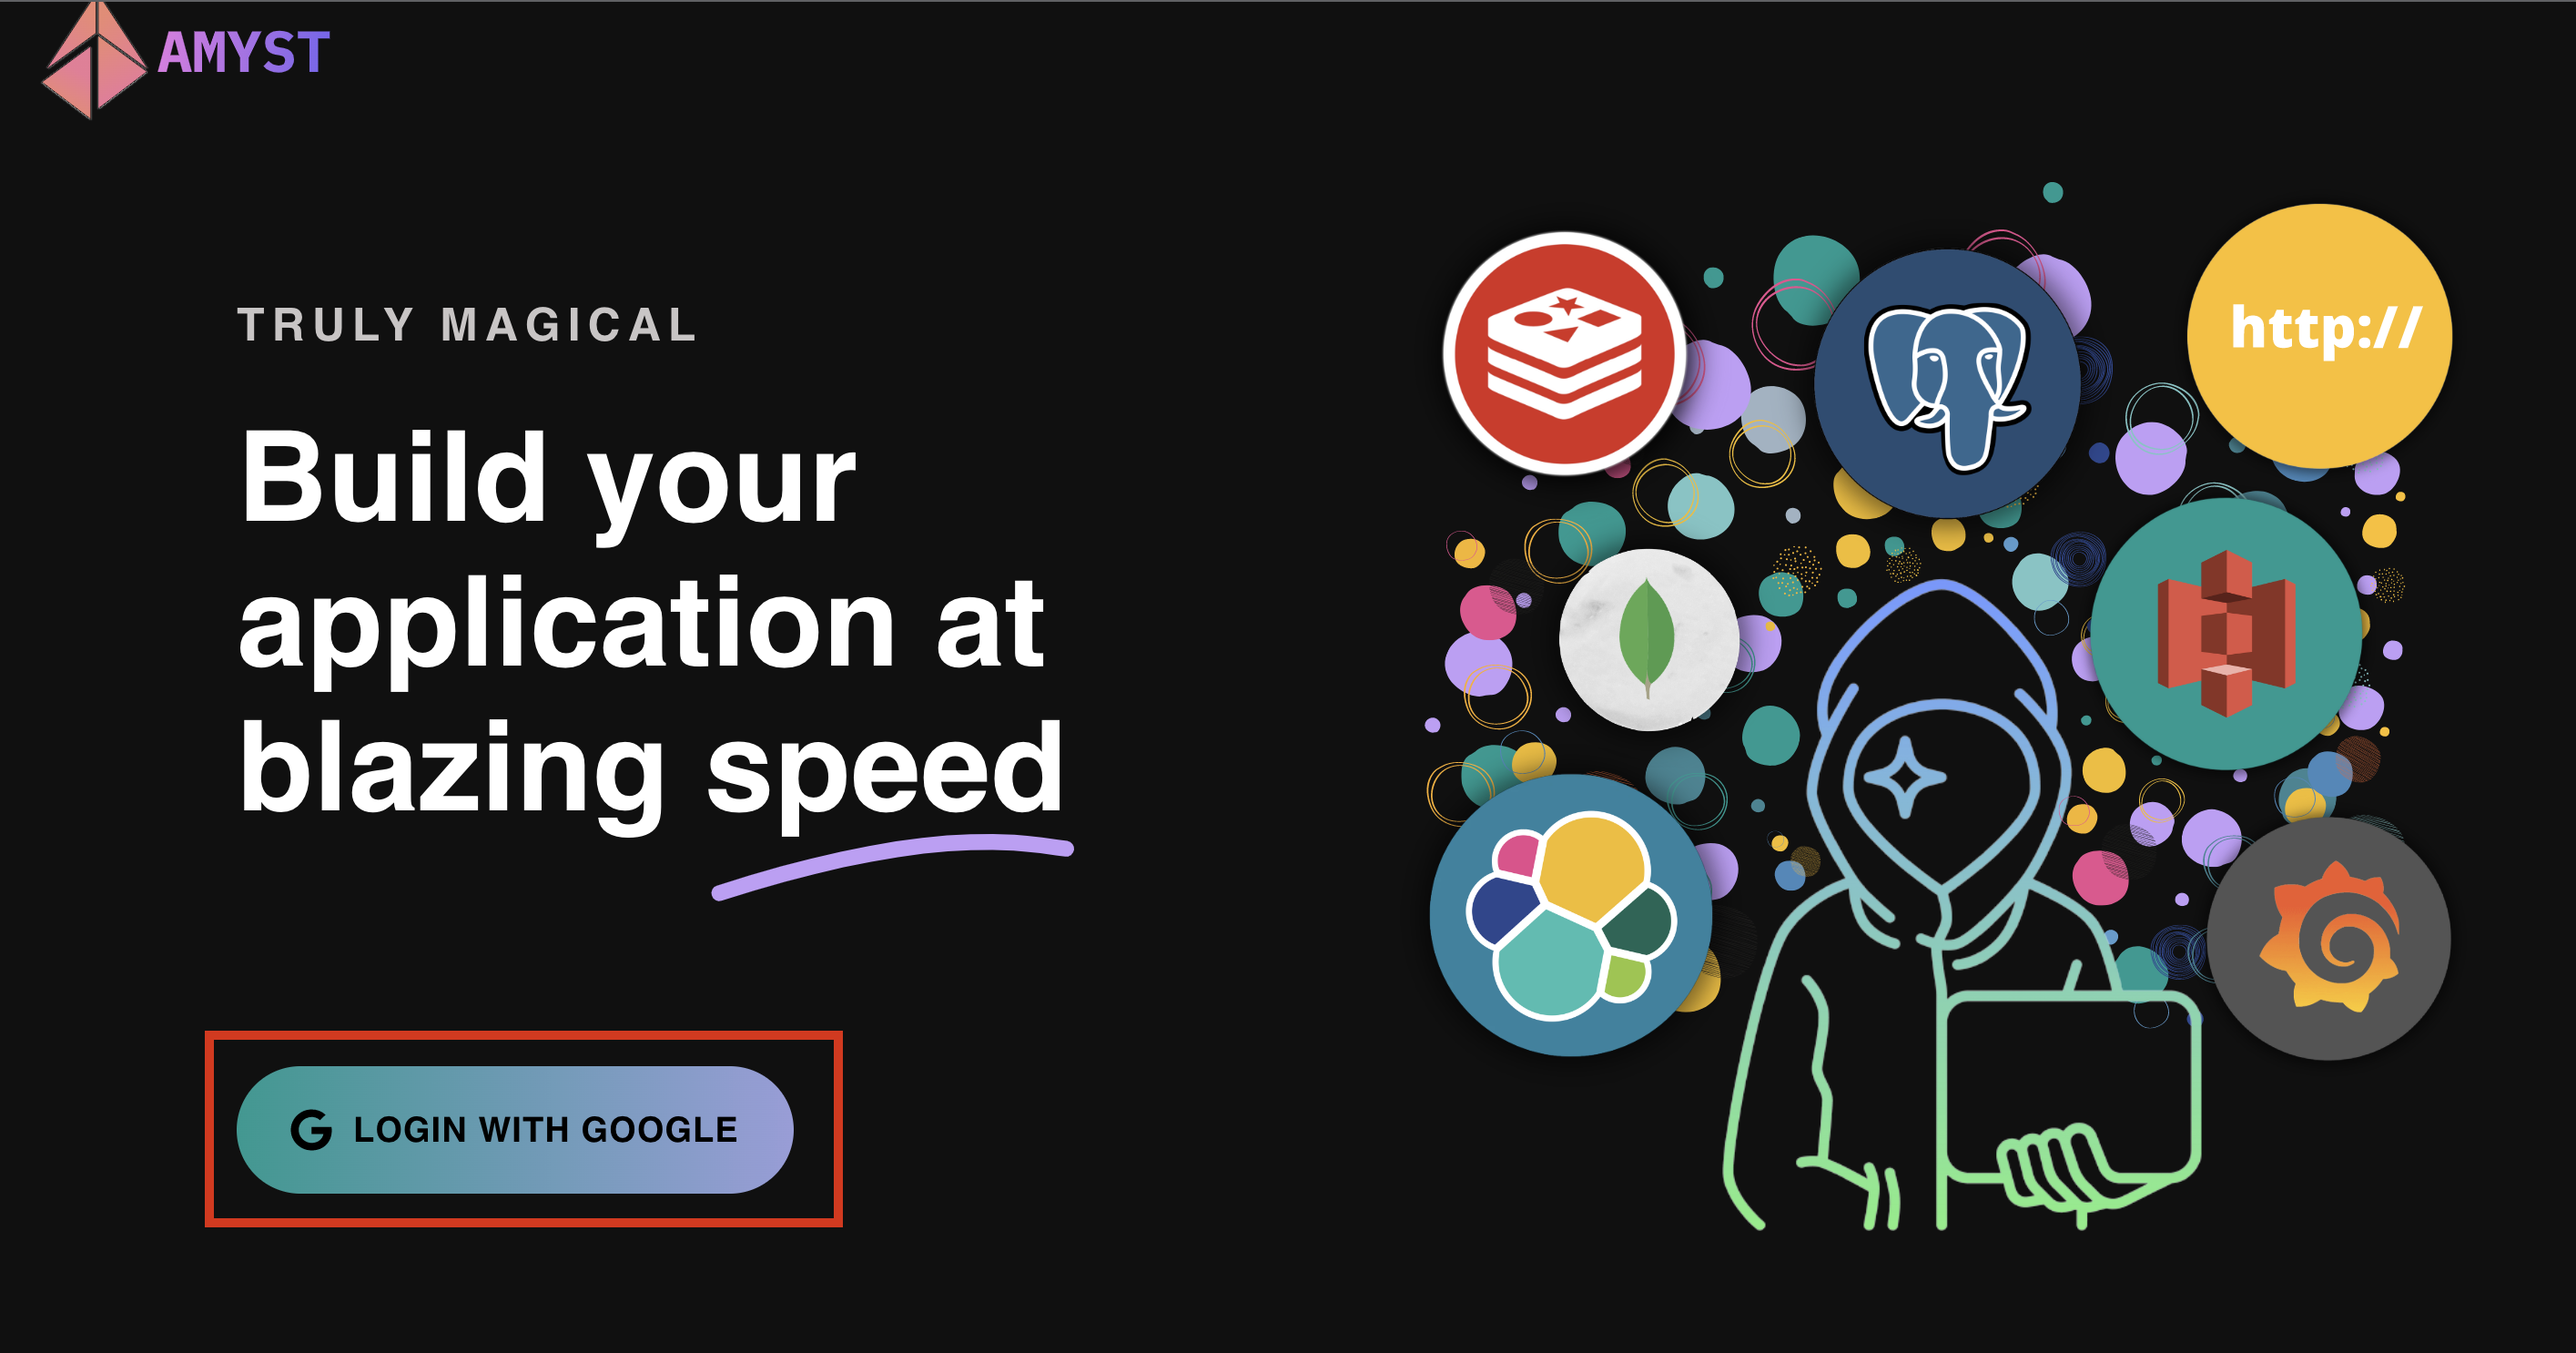 AMYST
TRULY MAGICAL
Build your
application at
blazing speed
LOGIN WITH GOOGLE
http://